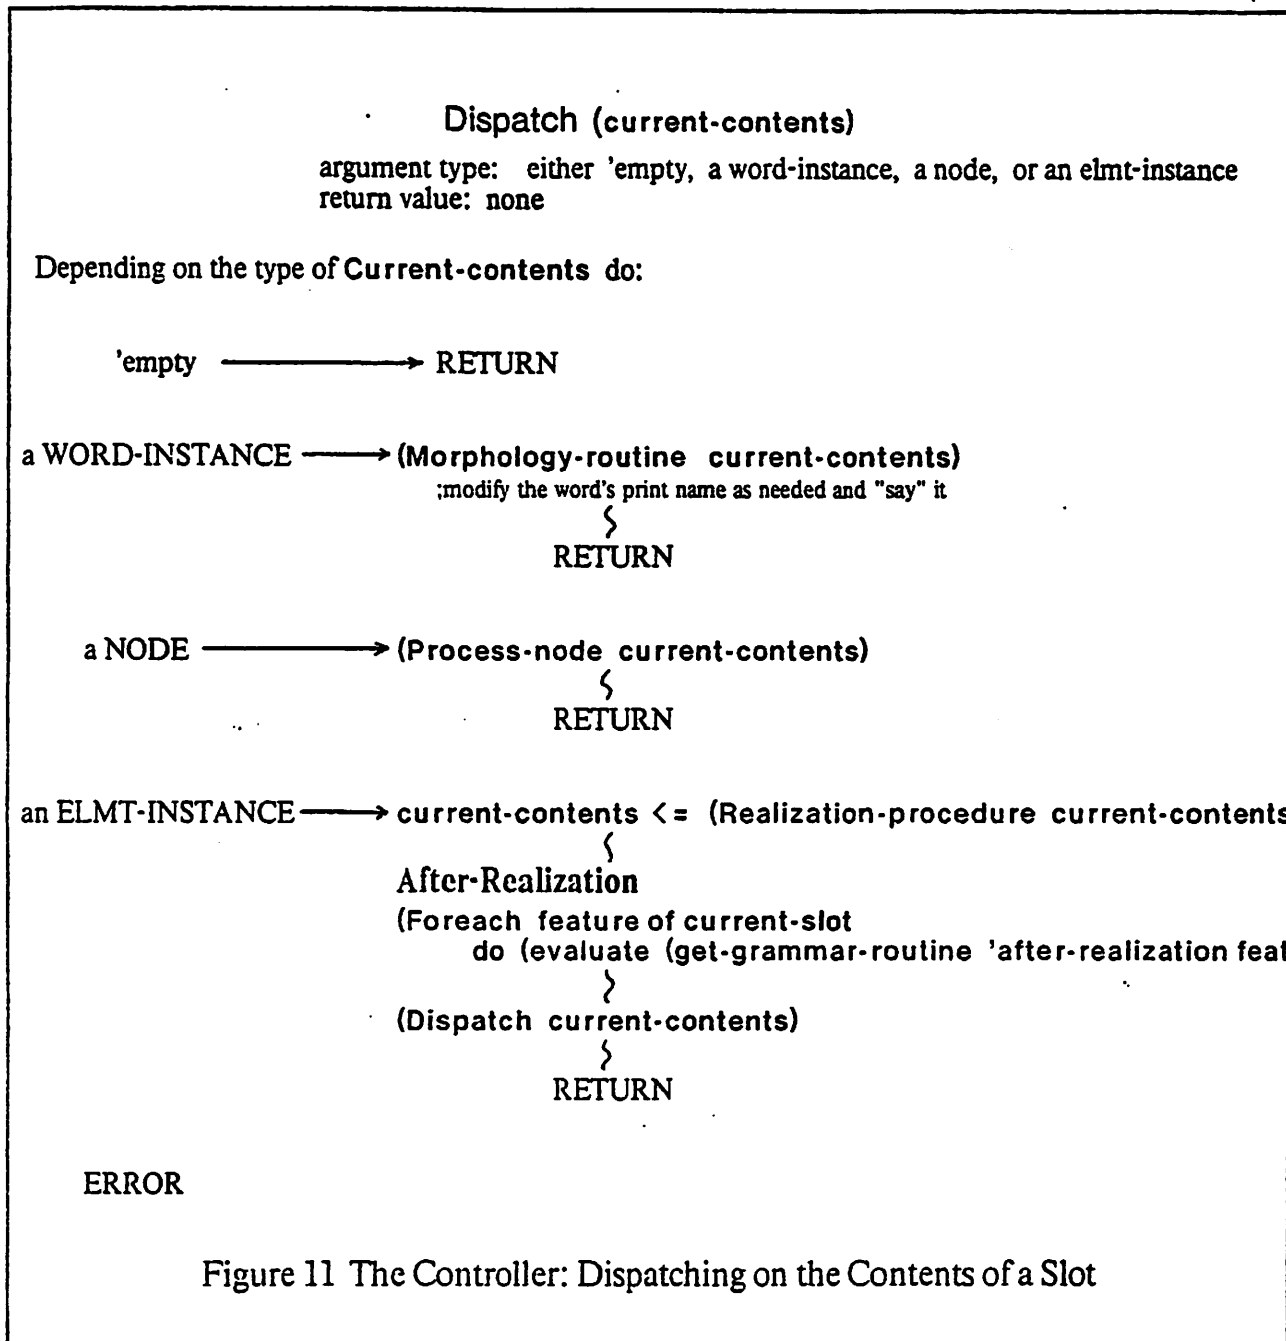 Dispatch (current-contents)
argument type: either 'empty, a word-instance, a node, or an elmt-instance
return value: none
Depending on the type of Current-contents do:
'empty → RETURN
a WORD-INSTANCE → (Morphology-routine current-contents)
;modify the word's print name as needed and "say" it
RETURN
a NODE → (Process-node current-contents)
RETURN
an ELMT-INSTANCE → current-contents <= (Realization-procedure current-contents
After-Realization
(Foreach feature of current-slot
do (evaluate (get-grammar-routine 'after-realization feat
(Dispatch current-contents)
RETURN
ERROR
Figure 11 The Controller: Dispatching on the Contents of a Slot